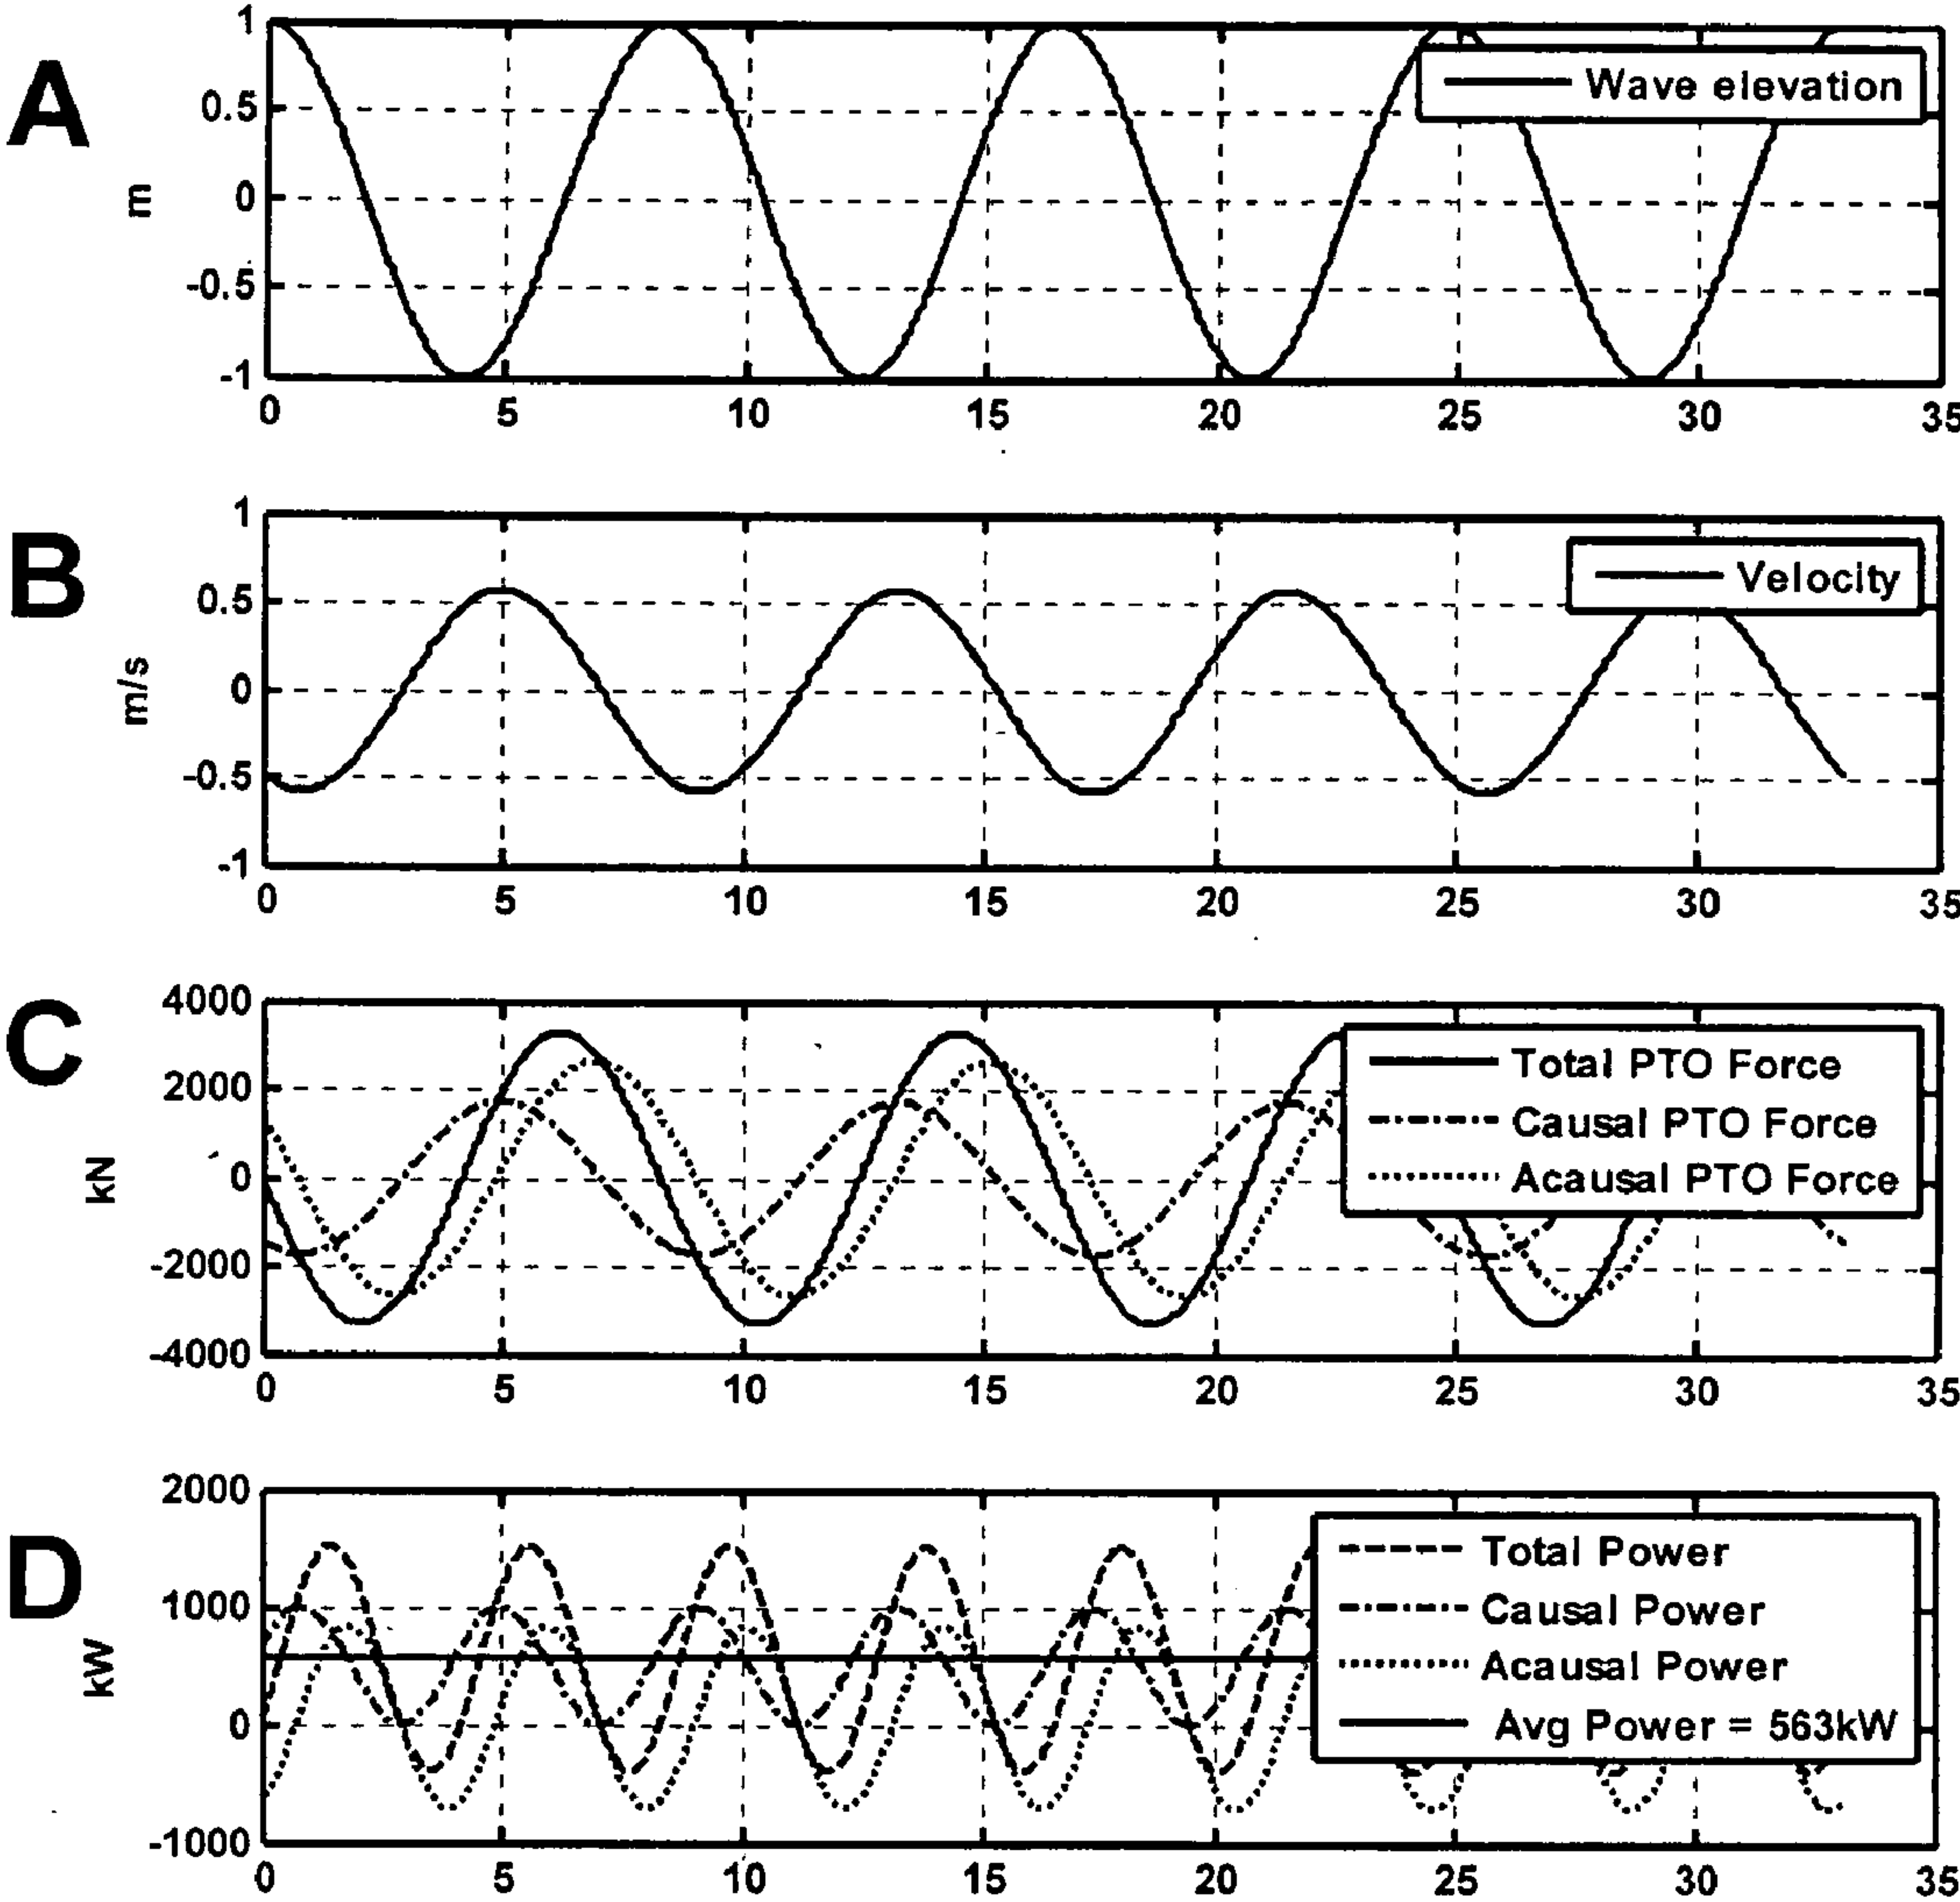 A
m
1
0.5
0
-0.5
-1
Wave elevation
0 5 10 15 20 25 30 35
B
m/s
1
0.5
0
-0.5
-1
Velocity
0 5 10 15 20 25 30 35
C
kN
4000
2000
0
-2000
-4000
Total PTO Force
Causal PTO Force
Acausal PTO Force
0 5 10 15 20 25 30 35
D
kW
2000
1000
0
-1000
Total Power
Causal Power
Acausal Power
Avg Power = 563kW
0 5 10 15 20 25 30 35